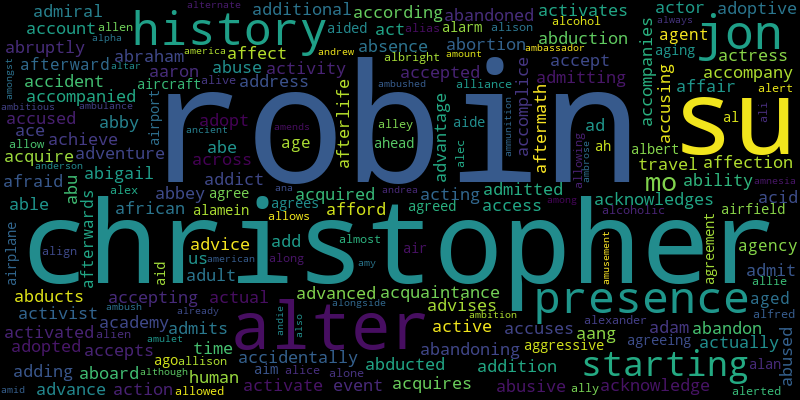 admiral additional according abandoned activates actor adoptive
account allen history aided act alias alarm alcohol agent jon
abruptly alpha america andrew absence abortion alison ambassador aging actress
afterward altar abraham affect albright amount abduction accompanies accompany always
accident aaron abuse activity accepted alliance accept accusing affair alert
accompanied aircraft alive address ambushed admitting su
amongst ambitious ambulance airport robin afterlife advantage accomplice aftermath
accused abby adopt ancient alley aide ammunition ad al ali
ace achieve abe amends age ahead alec ah albert
allow adventure across allowing travel affection
acquire anderson abigail addict ana andrea ambrose mo ability amnesia
afraid abu alex abbey agree acquired acting admitted acknowledges acid
able african alamein agrees afford agreed access among alcoholic airfield
airplane afterwards christopher allows almost air amusement agreement agency
align aid advice add along
us american amy admit
abducts adult advanced acquaintance presence allie
activist ambush accepting actual alongside advises aged
activated alien academy admits alter andie also ambition active accuses aang alexander adam abandon alfred
adopted amulet accepts already time accidentally abandoning aggressive agreeing actually abused
adding aboard although ago allison aim alice alone abducted addition starting alan
amid advance action allowed human activate event acquires abusive ally acknowledge alerted
alternate